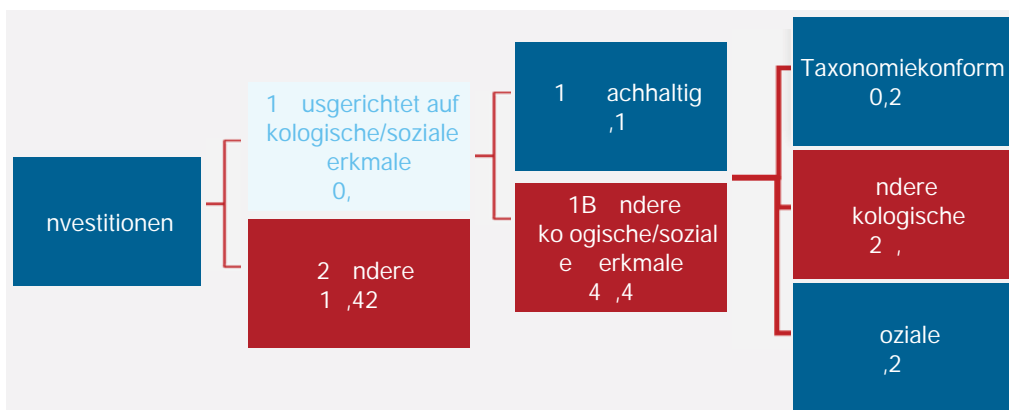 nvestitionen
1 usgerichtet auf
kologische/soziale
erkmale
0,
2 ndere
1 ,42
1 achhaltig
,1
1B ndere
ko ogische/sozial
e erkmale
4 ,4
Taxonomiekonform
0,2
ndere
kologische
2 ,
oziale
,2